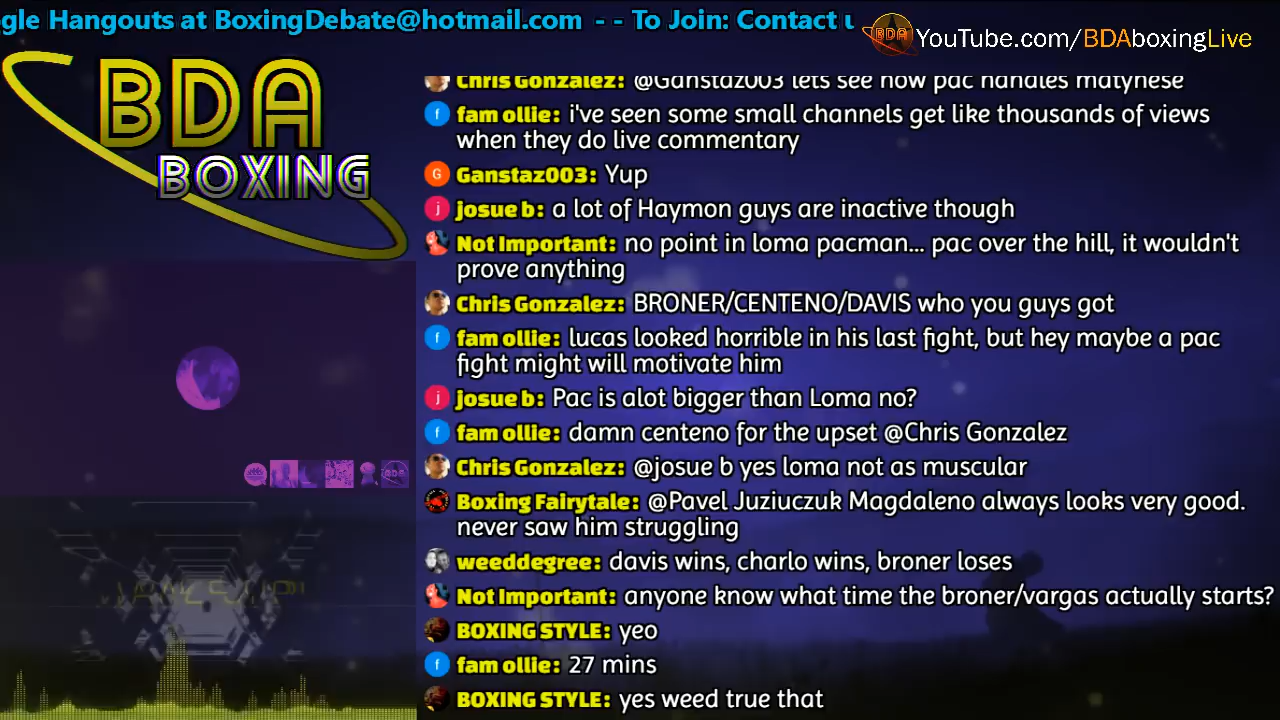 gle Hangouts at BoxingDebate@hotmail.com - - To Join: Contact u
BDA
YouTube.com/BDAboxingLive
BDA
BOXING
Chris Gonzalez: @Ganstaz003 lets see how pac handles matynese
f fam ollie: i've seen some small channels get like thousands of views
when they do live commentary
G Ganstaz003: Yup
j josue b: a lot of Haymon guys are inactive though
Not Important: no point in loma pacman... pac over the hill, it wouldn't
prove anything
Chris Gonzalez: BRONER/CENTENO/DAVIS who you guys got
f fam ollie: lucas looked horrible in his last fight, but hey maybe a pac
fight might will motivate him
j josue b: Pac is alot bigger than Loma no?
f fam ollie: damn centeno for the upset @Chris Gonzalez
Chris Gonzalez: @josue b yes loma not as muscular
Boxing Fairytale: @Pavel Juziuczuk Magdaleno always looks very good.
never saw him struggling
weeddegree: davis wins, charlo wins, broner loses
Not Important: anyone know what time the broner/vargas actually starts?
BOXING STYLE: yeo
f fam ollie: 27 mins
BOXING STYLE: yes weed true that